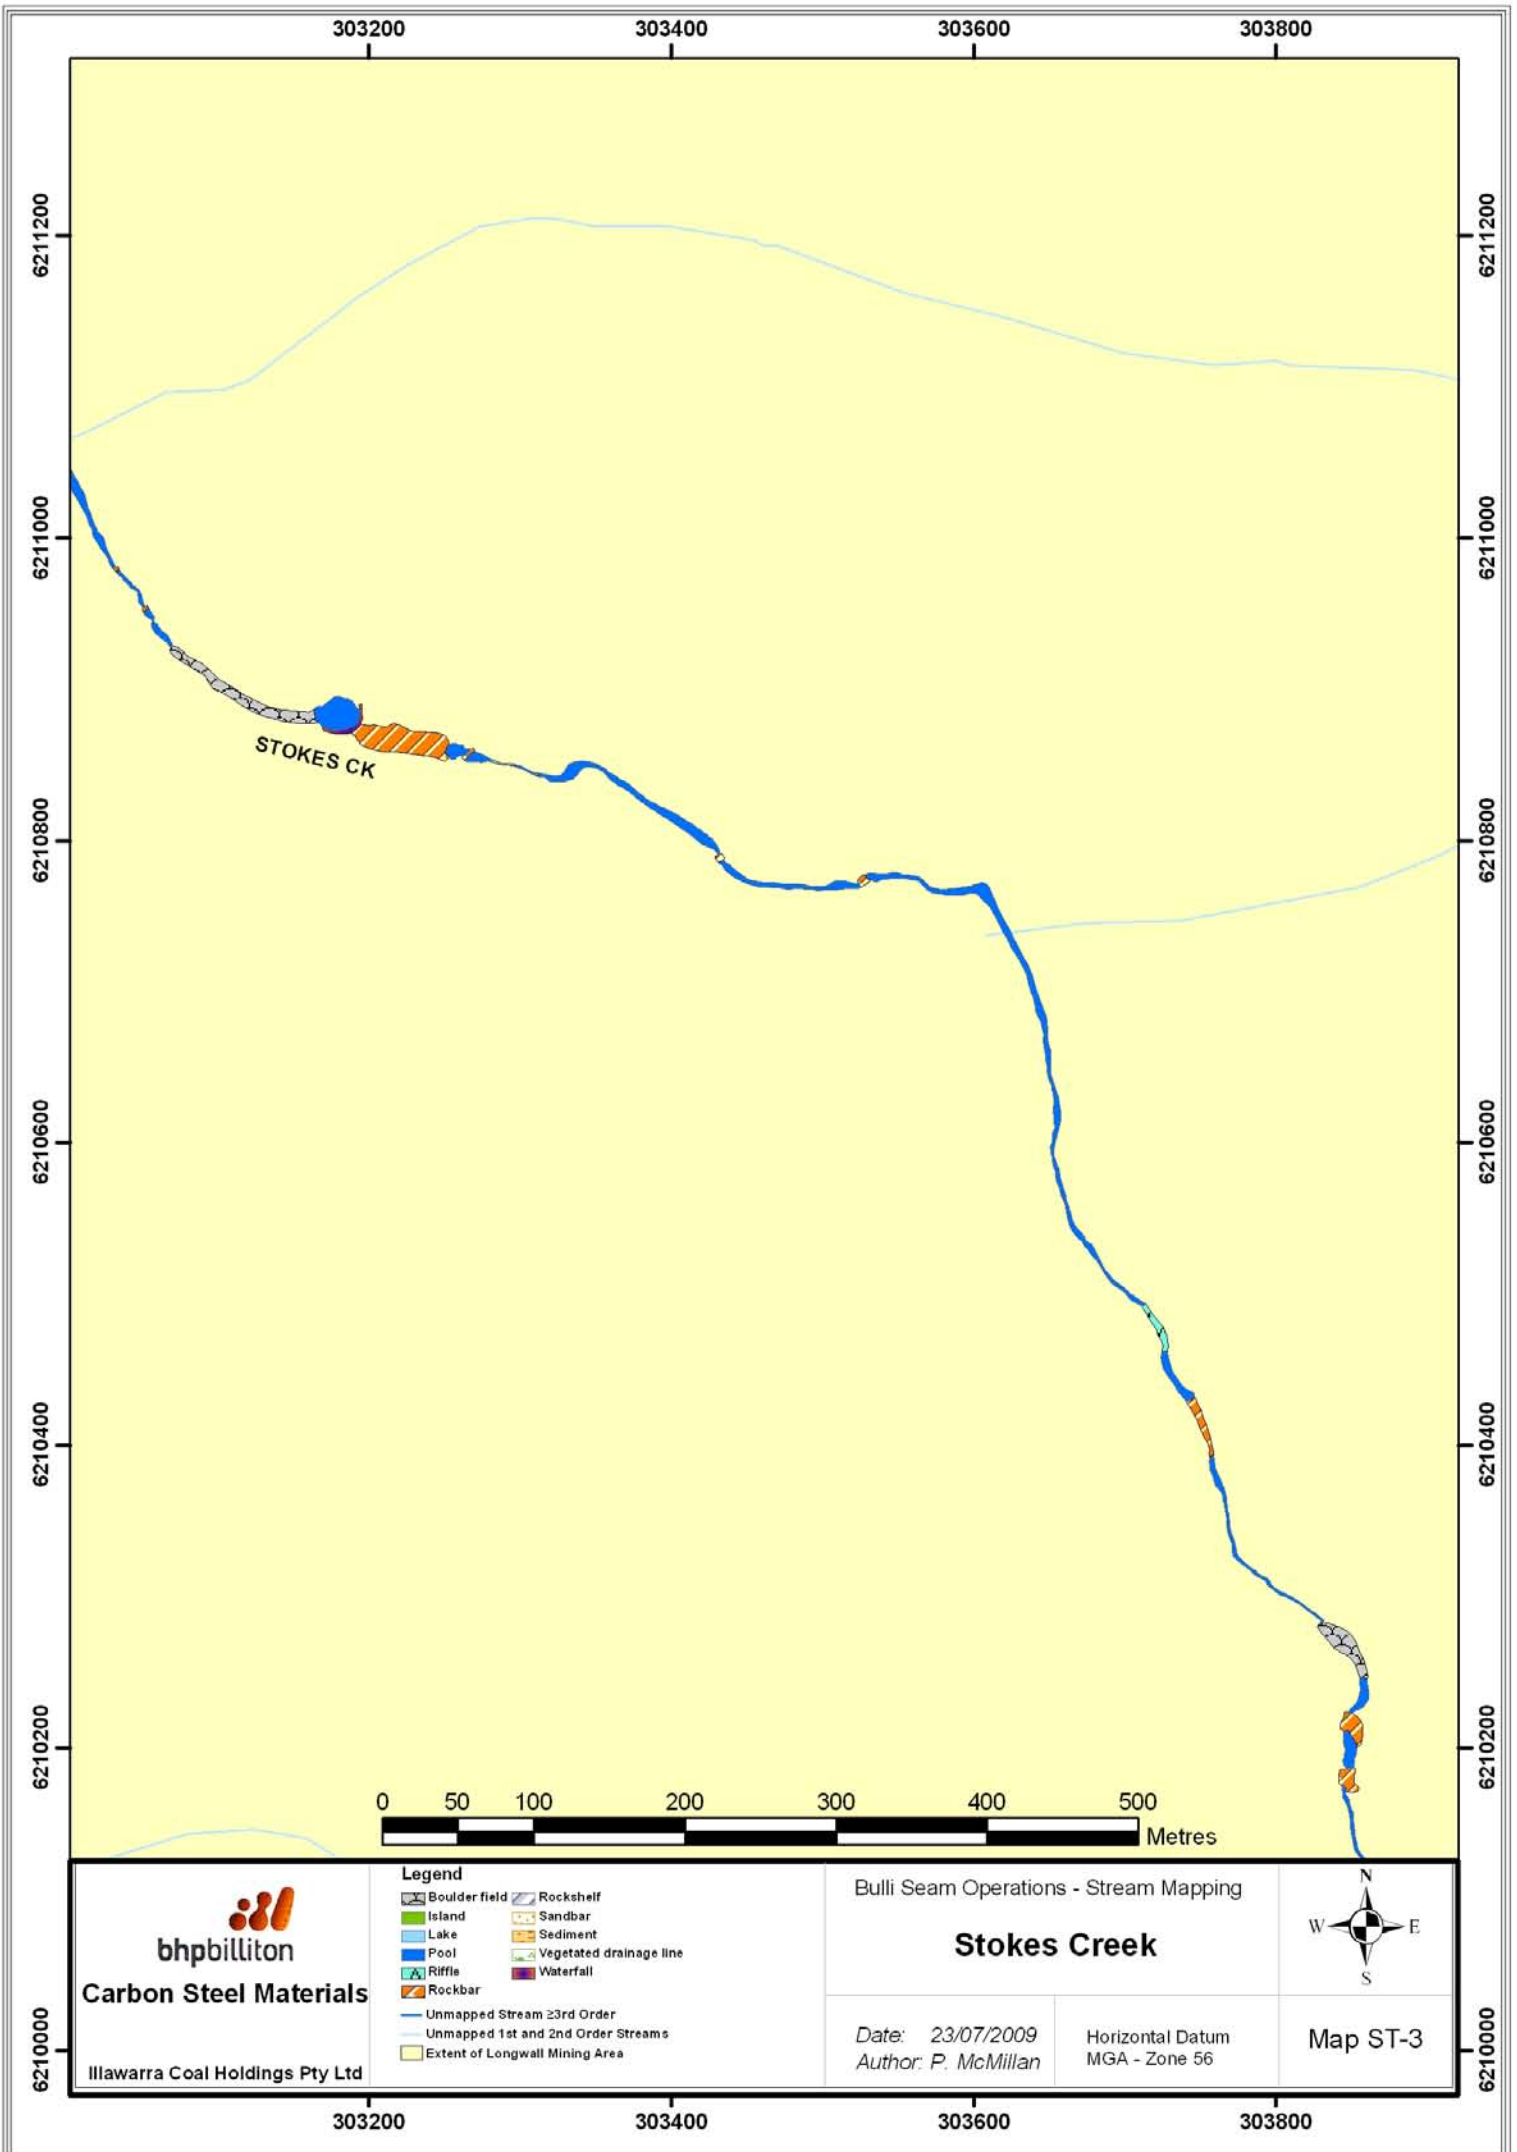 303200 303400 303600 303800
6211200 6211200
6211000 6211000
STOKES CK
6210800 6210800
6210600 6210600
6210400 6210400
6210200 6210200
0 50 100 200 300 400 500
Metres
bhpbilliton
Carbon Steel Materials
Illawarra Coal Holdings Pty Ltd
Legend
Boulder field Rockshelf
Island Sandbar
Lake Sediment
Pool Vegetated drainage line
Riffle Waterfall
Rockbar
Unmapped Stream ≥3rd Order
Unmapped 1st and 2nd Order Streams
Extent of Longwall Mining Area
Bulli Seam Operations - Stream Mapping
Stokes Creek
Date: 23/07/2009
Author: P. McMillan
Horizontal Datum
MGA - Zone 56
N
W E
S
Map ST-3
6210000 6210000
303200 303400 303600 303800